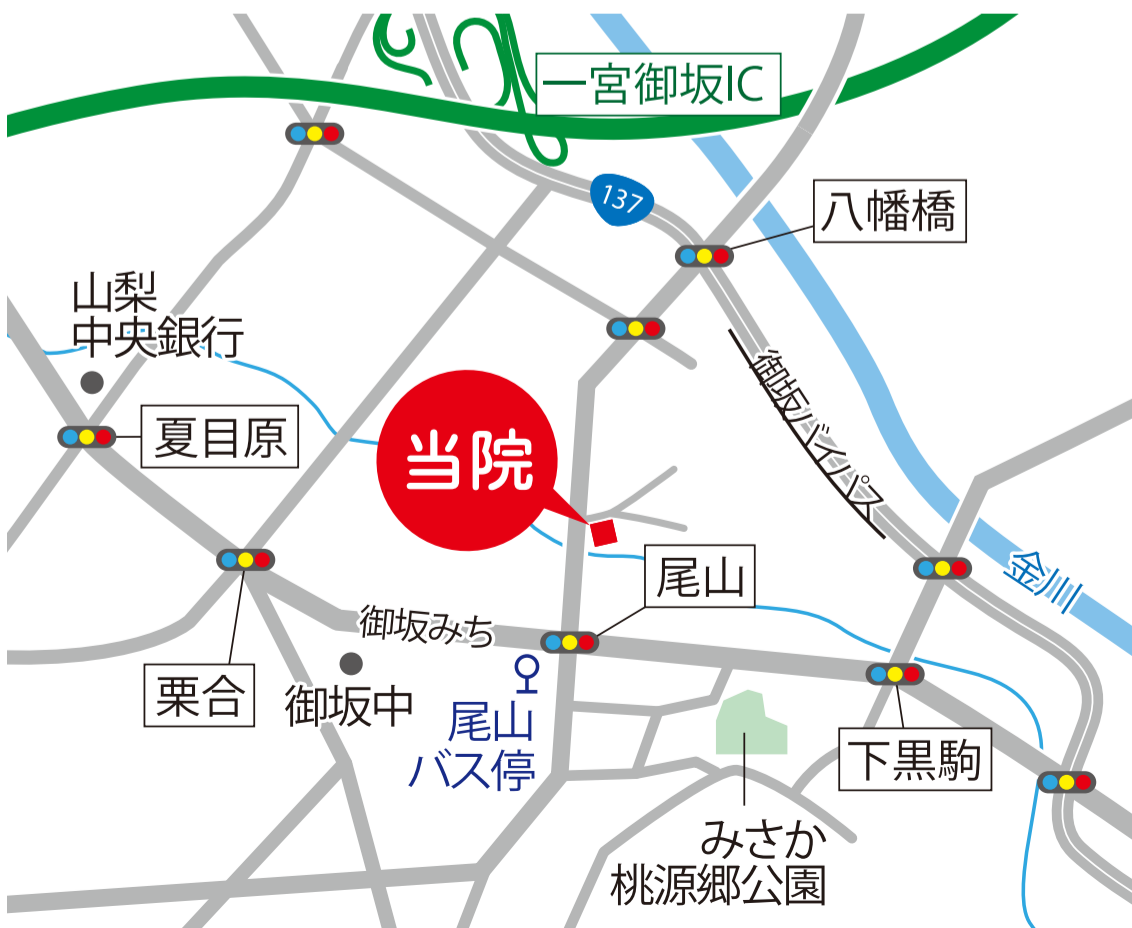 一宮御坂IC
137
八幡橋
山梨
中央銀行
御坂バイパス
夏目原
当院
金川
尾山
御坂みち
栗合
御坂中
尾山
バス停
下黒駒
みさか
桃源郷公園